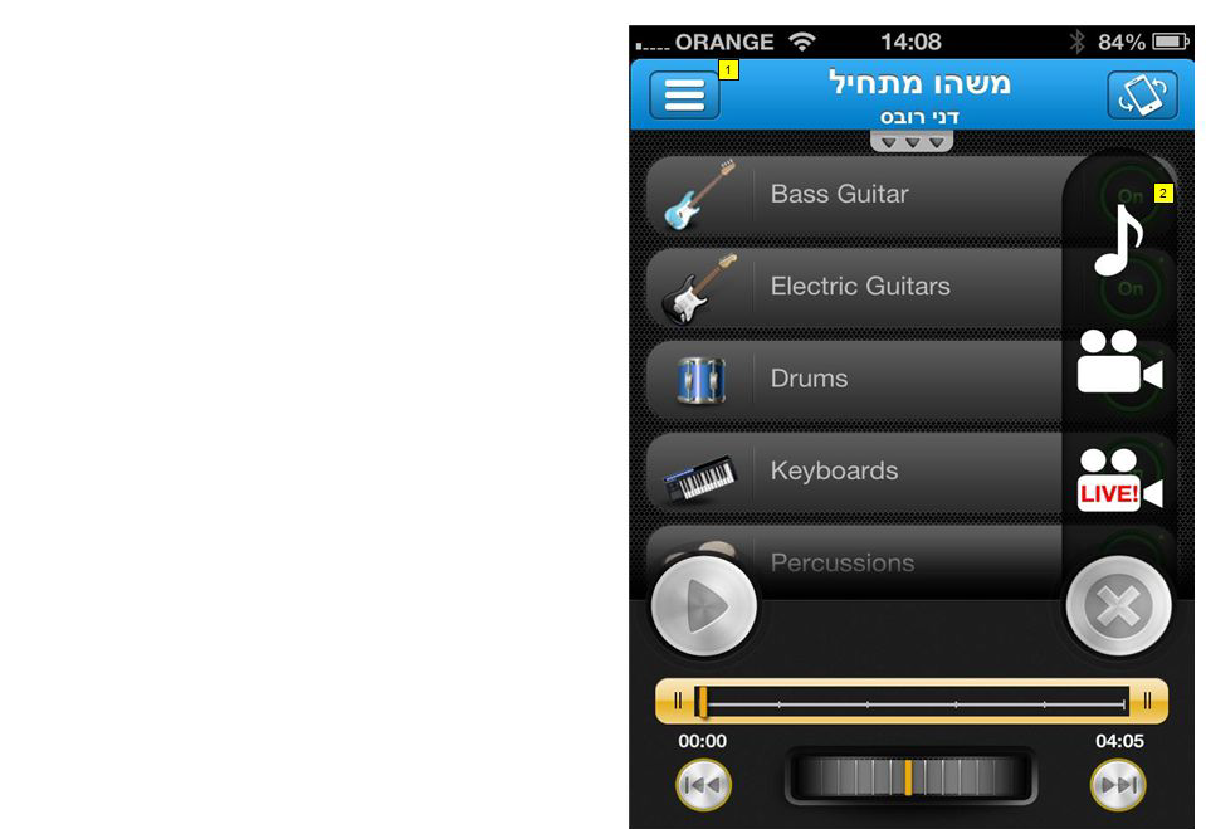 ORANGE 14:08 84%
1
משהו מתחיל
דני רובס
Bass Guitar On 2
Electric Guitars On
Drums
Keyboards
LIVE!
Percussions
00:00 04:05